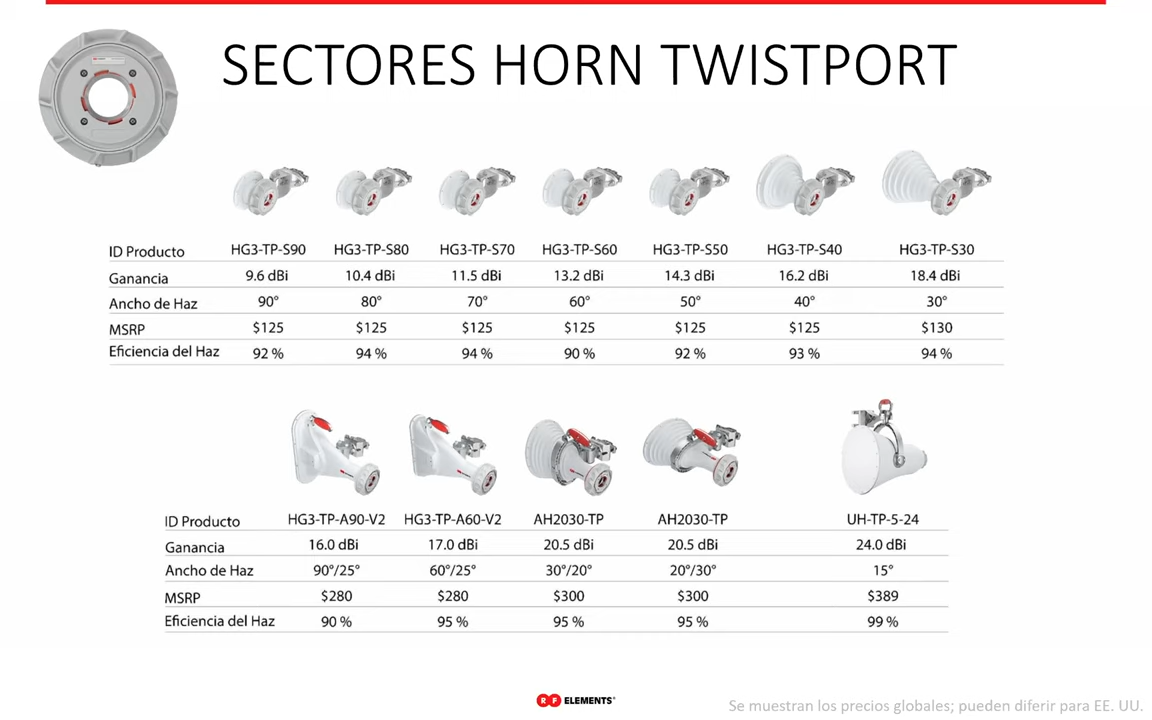 SECTORES HORN TWISTPORT
ID Producto HG3-TP-S90 HG3-TP-S80 HG3-TP-S70 HG3-TP-S60 HG3-TP-S50 HG3-TP-S40 HG3-TP-S30
Ganancia 9.6 dBi 10.4 dBi 11.5 dBi 13.2 dBi 14.3 dBi 16.2 dBi 18.4 dBi
Ancho de Haz 90° 80° 70° 60° 50° 40° 30°
MSRP $125 $125 $125 $125 $125 $125 $130
Eficiencia del Haz 92 % 94 % 94 % 90 % 92 % 93 % 94 %
ID Producto HG3-TP-A90-V2 HG3-TP-A60-V2 AH2030-TP AH2030-TP UH-TP-5-24
Ganancia 16.0 dBi 17.0 dBi 20.5 dBi 20.5 dBi 24.0 dBi
Ancho de Haz 90°/25° 60°/25° 30°/20° 20°/30° 15°
MSRP $280 $280 $300 $300 $389
Eficiencia del Haz 90 % 95 % 95 % 95 % 99 %
RF ELEMENTS®
Se muestran los precios globales; pueden diferir para EE. UU.